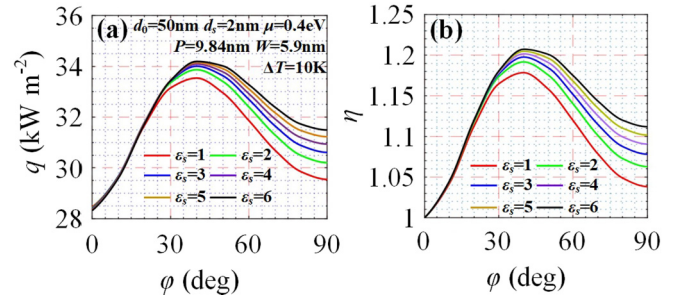 (a) d₀=50nm dₛ=2nm μ=0.4eV
P=9.84nm W=5.9nm
ΔT=10K
q (kW m⁻²)
36
34
32
30
28
εₛ=1 εₛ=2
εₛ=3 εₛ=4
εₛ=5 εₛ=6
0 30 60 90
φ (deg)
(b)
η
1.25
1.2
1.15
1.1
1.05
1
εₛ=1 εₛ=2
εₛ=3 εₛ=4
εₛ=5 εₛ=6
0 30 60 90
φ (deg)